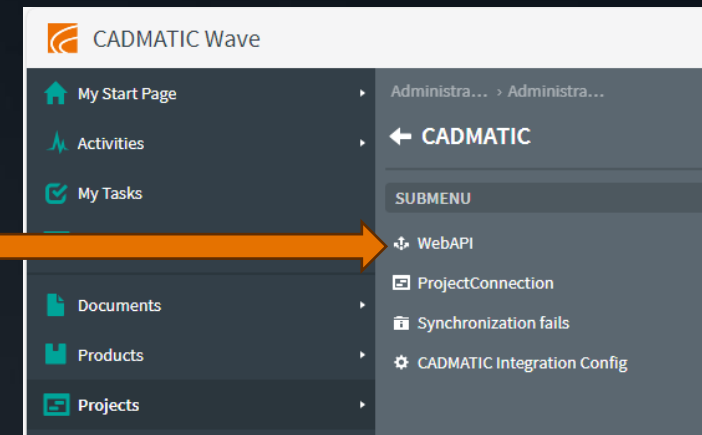 CADMATIC Wave
My Start Page
Activities
My Tasks
Documents
Products
Projects
Administra... › Administra...
CADMATIC
SUBMENU
WebAPI
ProjectConnection
Synchronization fails
CADMATIC Integration Config